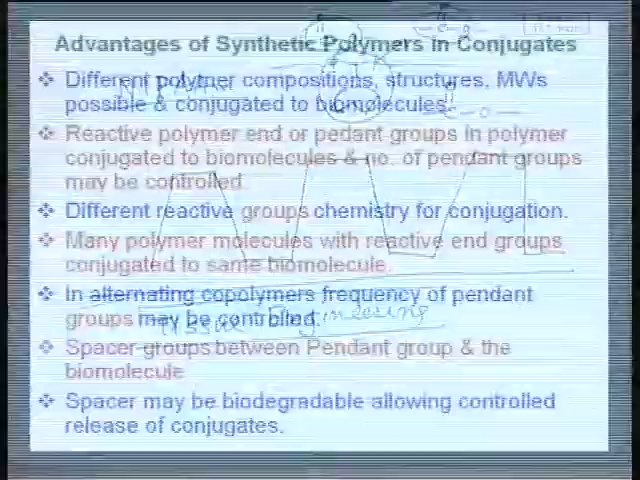 Advantages of Synthetic Polymers in Conjugates
Different polymer compositions, structures, MWs
possible & conjugated to biomolecules.
Reactive polymer end or pedant groups in polymer
conjugated to biomolecules & no. of pendant groups
may be controlled
Different reactive groups chemistry for conjugation.
Many polymer molecules with reactive end groups
conjugated to same biomolecule.
In alternating copolymers frequency of pendant
groups may be controlled.
Tissue Engineering
Spacer groups between Pendant group & the
biomolecule
Spacer may be biodegradable allowing controlled
release of conjugates.